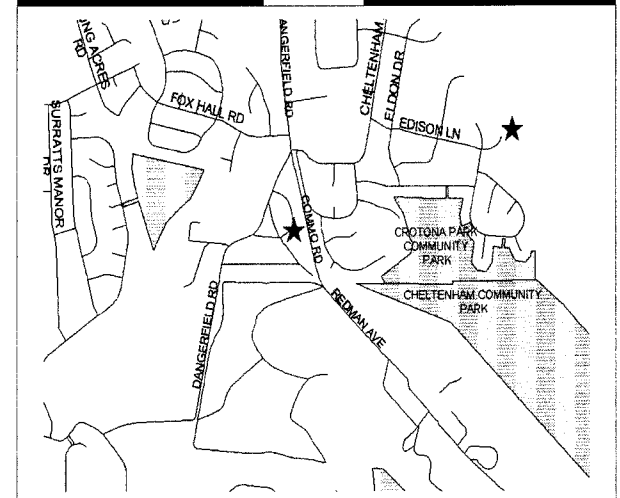 NG ACRES
RD
SURRATTS MANOR
DR
FOX HALL RD
ANGERFIELD RD
CHELTENHAM
ELDON DR
EDISON LN
COMMO RD
CROTONA PARK
COMMUNITY
PARK
CHELTENHAM COMMUNITY
PARK
DANGERFIELD RD
REDMAN AVE